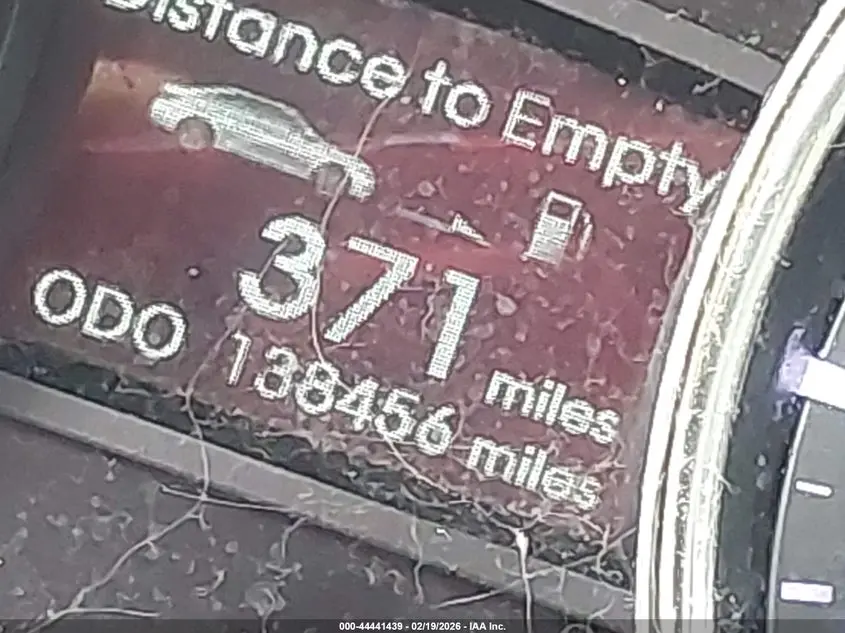 Distance to Empty
371 miles
ODO 138456 miles
000-44441439 - 02/19/2026 - IAA Inc.